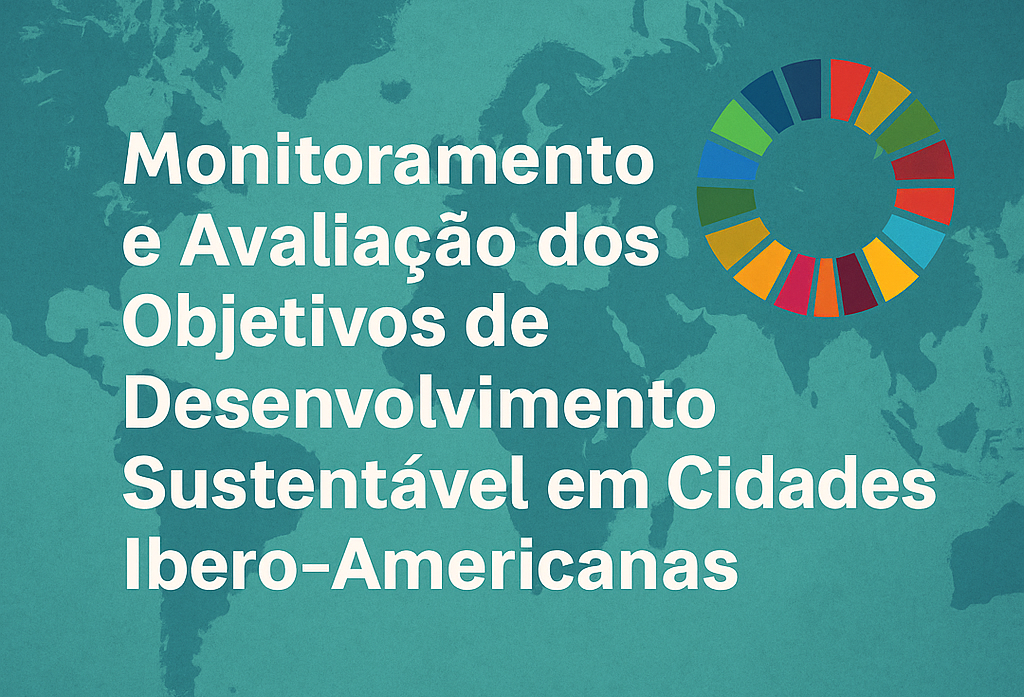 Monitoramento
e Avaliação dos
Objetivos de
Desenvolvimento
Sustentável em Cidades
Ibero-Americanas